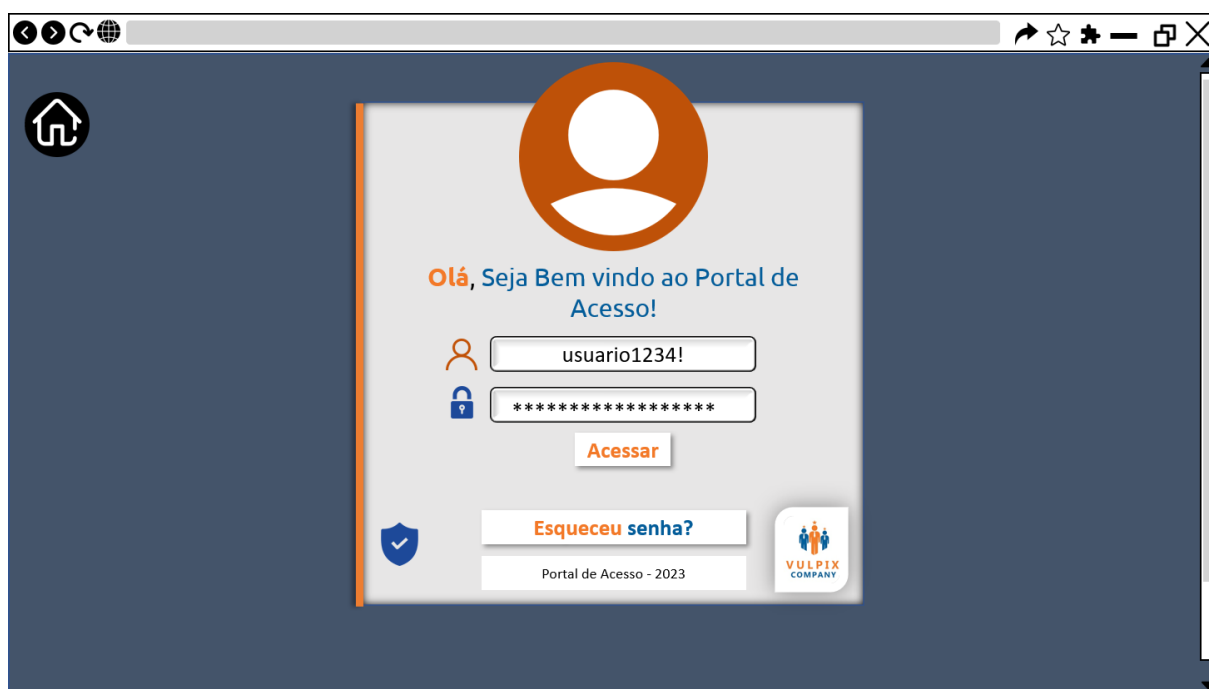 Olá, Seja Bem vindo ao Portal de
Acesso!
usuario1234!
******************
Acessar
Esqueceu senha?
Portal de Acesso - 2023
VULPIX
COMPANY